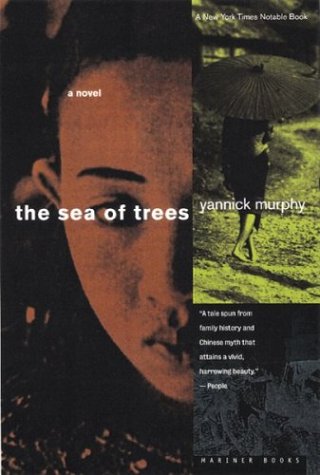 A New York Times Notable Book
a novel
the sea of trees
yannick murphy
"A tale spun from
family history and
Chinese myth that
attains a vivid,
harrowing beauty."
— People
MARINER BOOKS